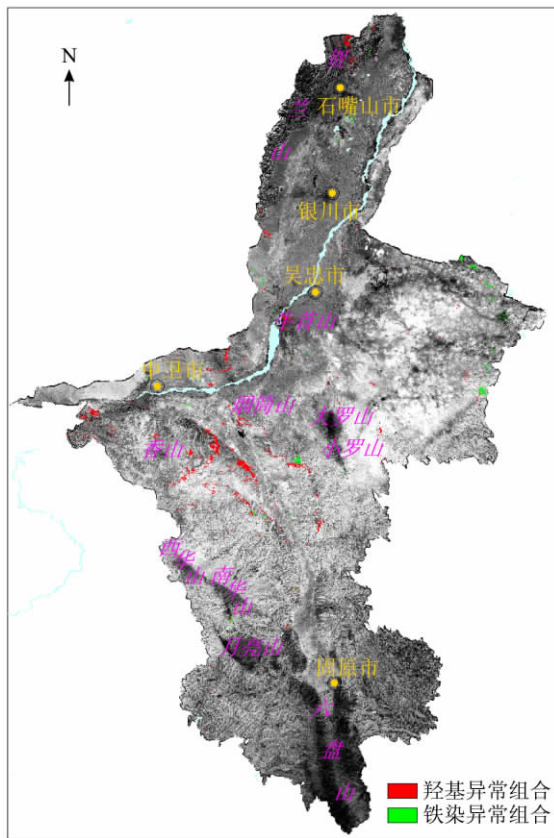 N
贺
兰
山
石嘴山市
银川市
吴忠市
牛首山
中卫市
烟筒山
大罗山
小罗山
香山
西华山
南华山
月亮山
固原市
六
盘
山
羟基异常组合
铁染异常组合